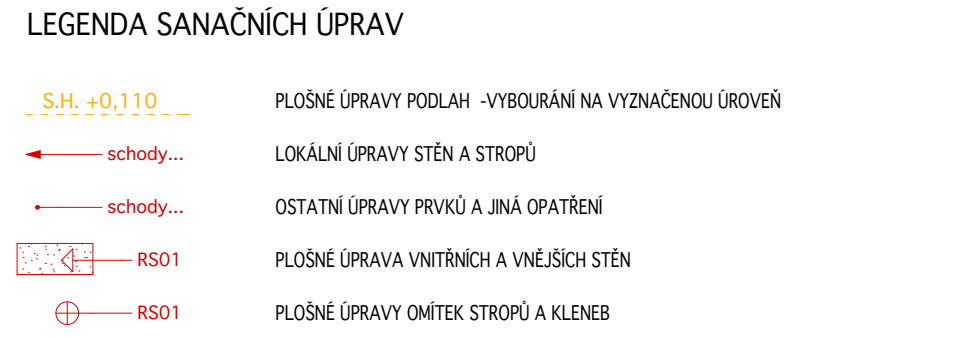 LEGENDA SANAČNÍCH ÚPRAV
S.H. +0,110 PLOŠNÉ ÚPRAVY PODLAH -VYBOURÁNÍ NA VYZNAČENOU ÚROVEŇ
schody... LOKÁLNÍ ÚPRAVY STĚN A STROPŮ
schody... OSTATNÍ ÚPRAVY PRVKŮ A JINÁ OPATŘENÍ
RS01 PLOŠNÉ ÚPRAVA VNITŘNÍCH A VNĚJŠÍCH STĚN
RS01 PLOŠNÉ ÚPRAVY OMÍTEK STROPŮ A KLENEB